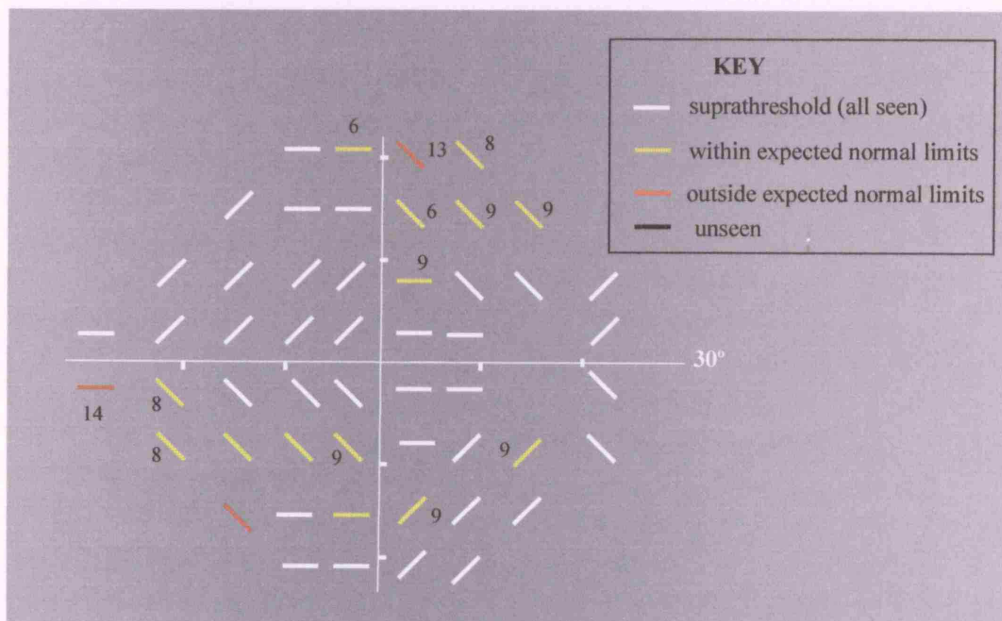 KEY
suprathreshold (all seen)
within expected normal limits
outside expected normal limits
unseen
6
13
8
6
9
9
9
30°
14
8
8
9
9
9